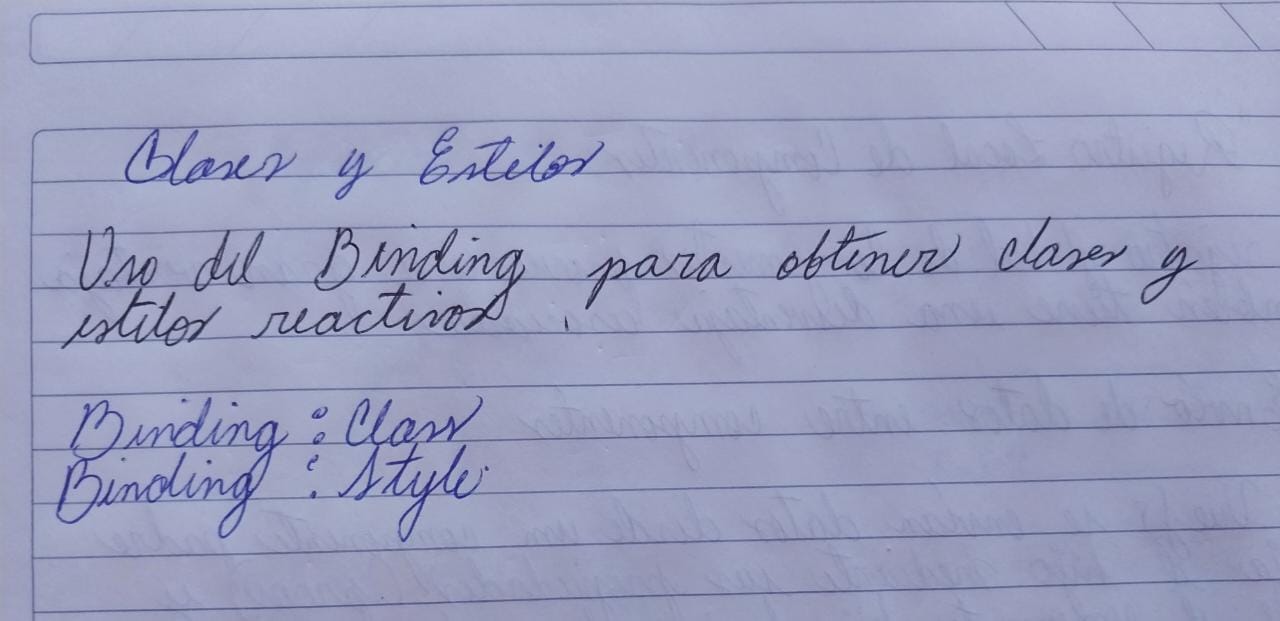 Clases y Estilos
Uso del Binding para obtener clases y
estilos reactivos.
Binding : Class
Binding : Style